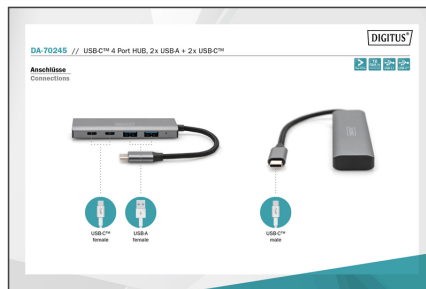 DIGITUS®
DA-70245 // USB-C™ 4 Port HUB, 2x USB-A + 2x USB-C™
Anschlüsse
Connections
USB-C™
female
USB-A
female
USB-C™
male